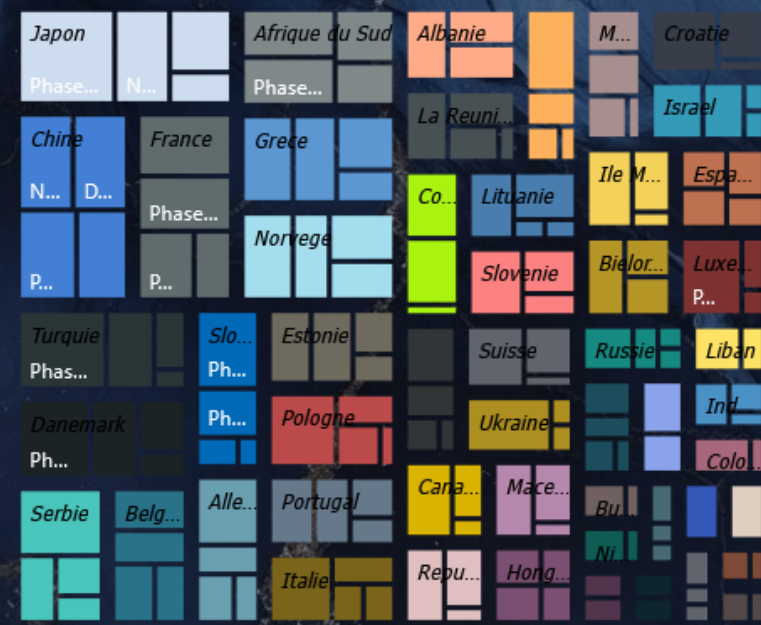 Japon
Phase...
N...
Afrique du Sud
Phase...
Albanie
M...
Croatie
La Reuni...
Israel
Chine
N...
D...
P...
France
Phase...
P...
Grece
Norvege
Co...
Lituanie
Slovenie
Ile M...
Espa...
Bielor...
Luxe...
P...
Turquie
Phas...
Slo...
Ph...
Ph...
Estonie
Suisse
Russie
Liban
Danemark
Ph...
Pologne
Ukraine
Ind...
Colo...
Serbie
Belg...
Alle...
Portugal
Italie
Cana...
Mace...
Repu...
Hong...
Bu...
Ni...